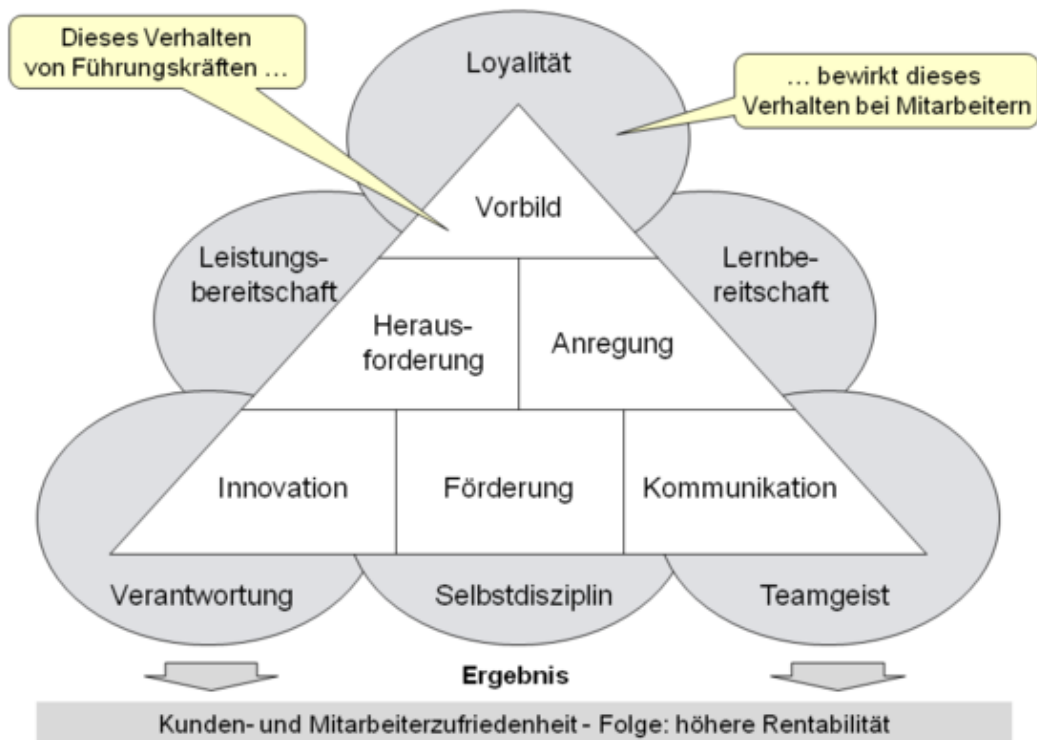 Dieses Verhalten
von Führungskräften …
Loyalität
… bewirkt dieses
Verhalten bei Mitarbeitern
Vorbild
Leistungs-
bereitschaft
Lernbe-
reitschaft
Heraus-
forderung
Anregung
Innovation
Förderung
Kommunikation
Verantwortung
Selbstdisziplin
Teamgeist
Ergebnis
Kunden- und Mitarbeiterzufriedenheit - Folge: höhere Rentabilität